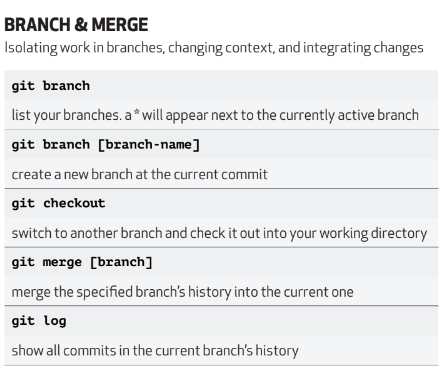 BRANCH & MERGE
Isolating work in branches, changing context, and integrating changes
git branch
list your branches. a * will appear next to the currently active branch
git branch [branch-name]
create a new branch at the current commit
git checkout
switch to another branch and check it out into your working directory
git merge [branch]
merge the specified branch’s history into the current one
git log
show all commits in the current branch’s history